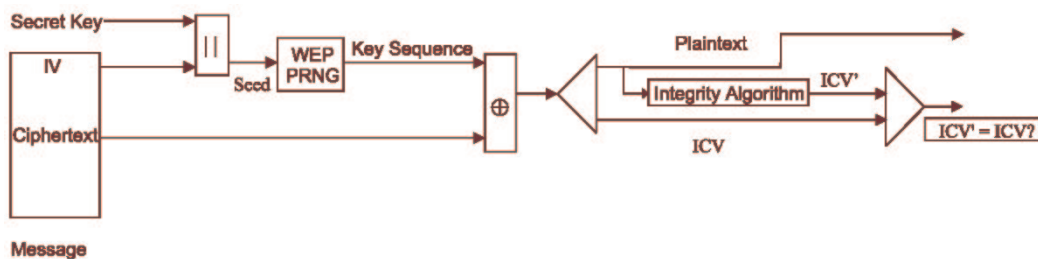 Secret Key
IV
Ciphertext
Message
||
Seed
WEP
PRNG
Key Sequence
⊕
Plaintext
Integrity Algorithm
ICV'
ICV
ICV' = ICV?